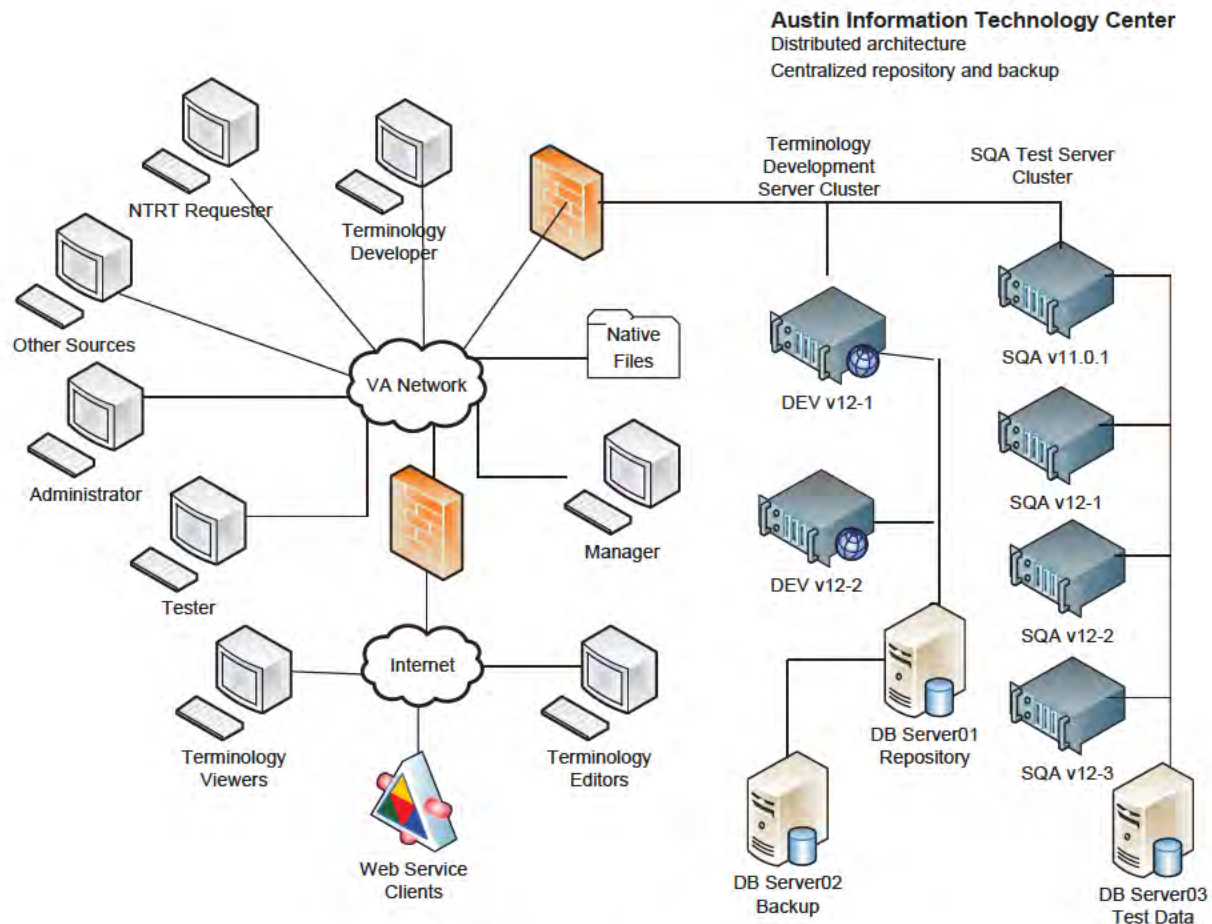 Austin Information Technology Center
Distributed architecture
Centralized repository and backup
Terminology
Development
Server Cluster
SQA Test Server
Cluster
NTRT Requester
Terminology
Developer
Other Sources
Native
Files
VA Network
SQA v11.0.1
DEV v12-1
Administrator
SQA v12-1
Manager
Tester
DEV v12-2
SQA v12-2
Internet
Terminology
Viewers
Terminology
Editors
DB Server01
Repository
SQA v12-3
Web Service
Clients
DB Server02
Backup
DB Server03
Test Data